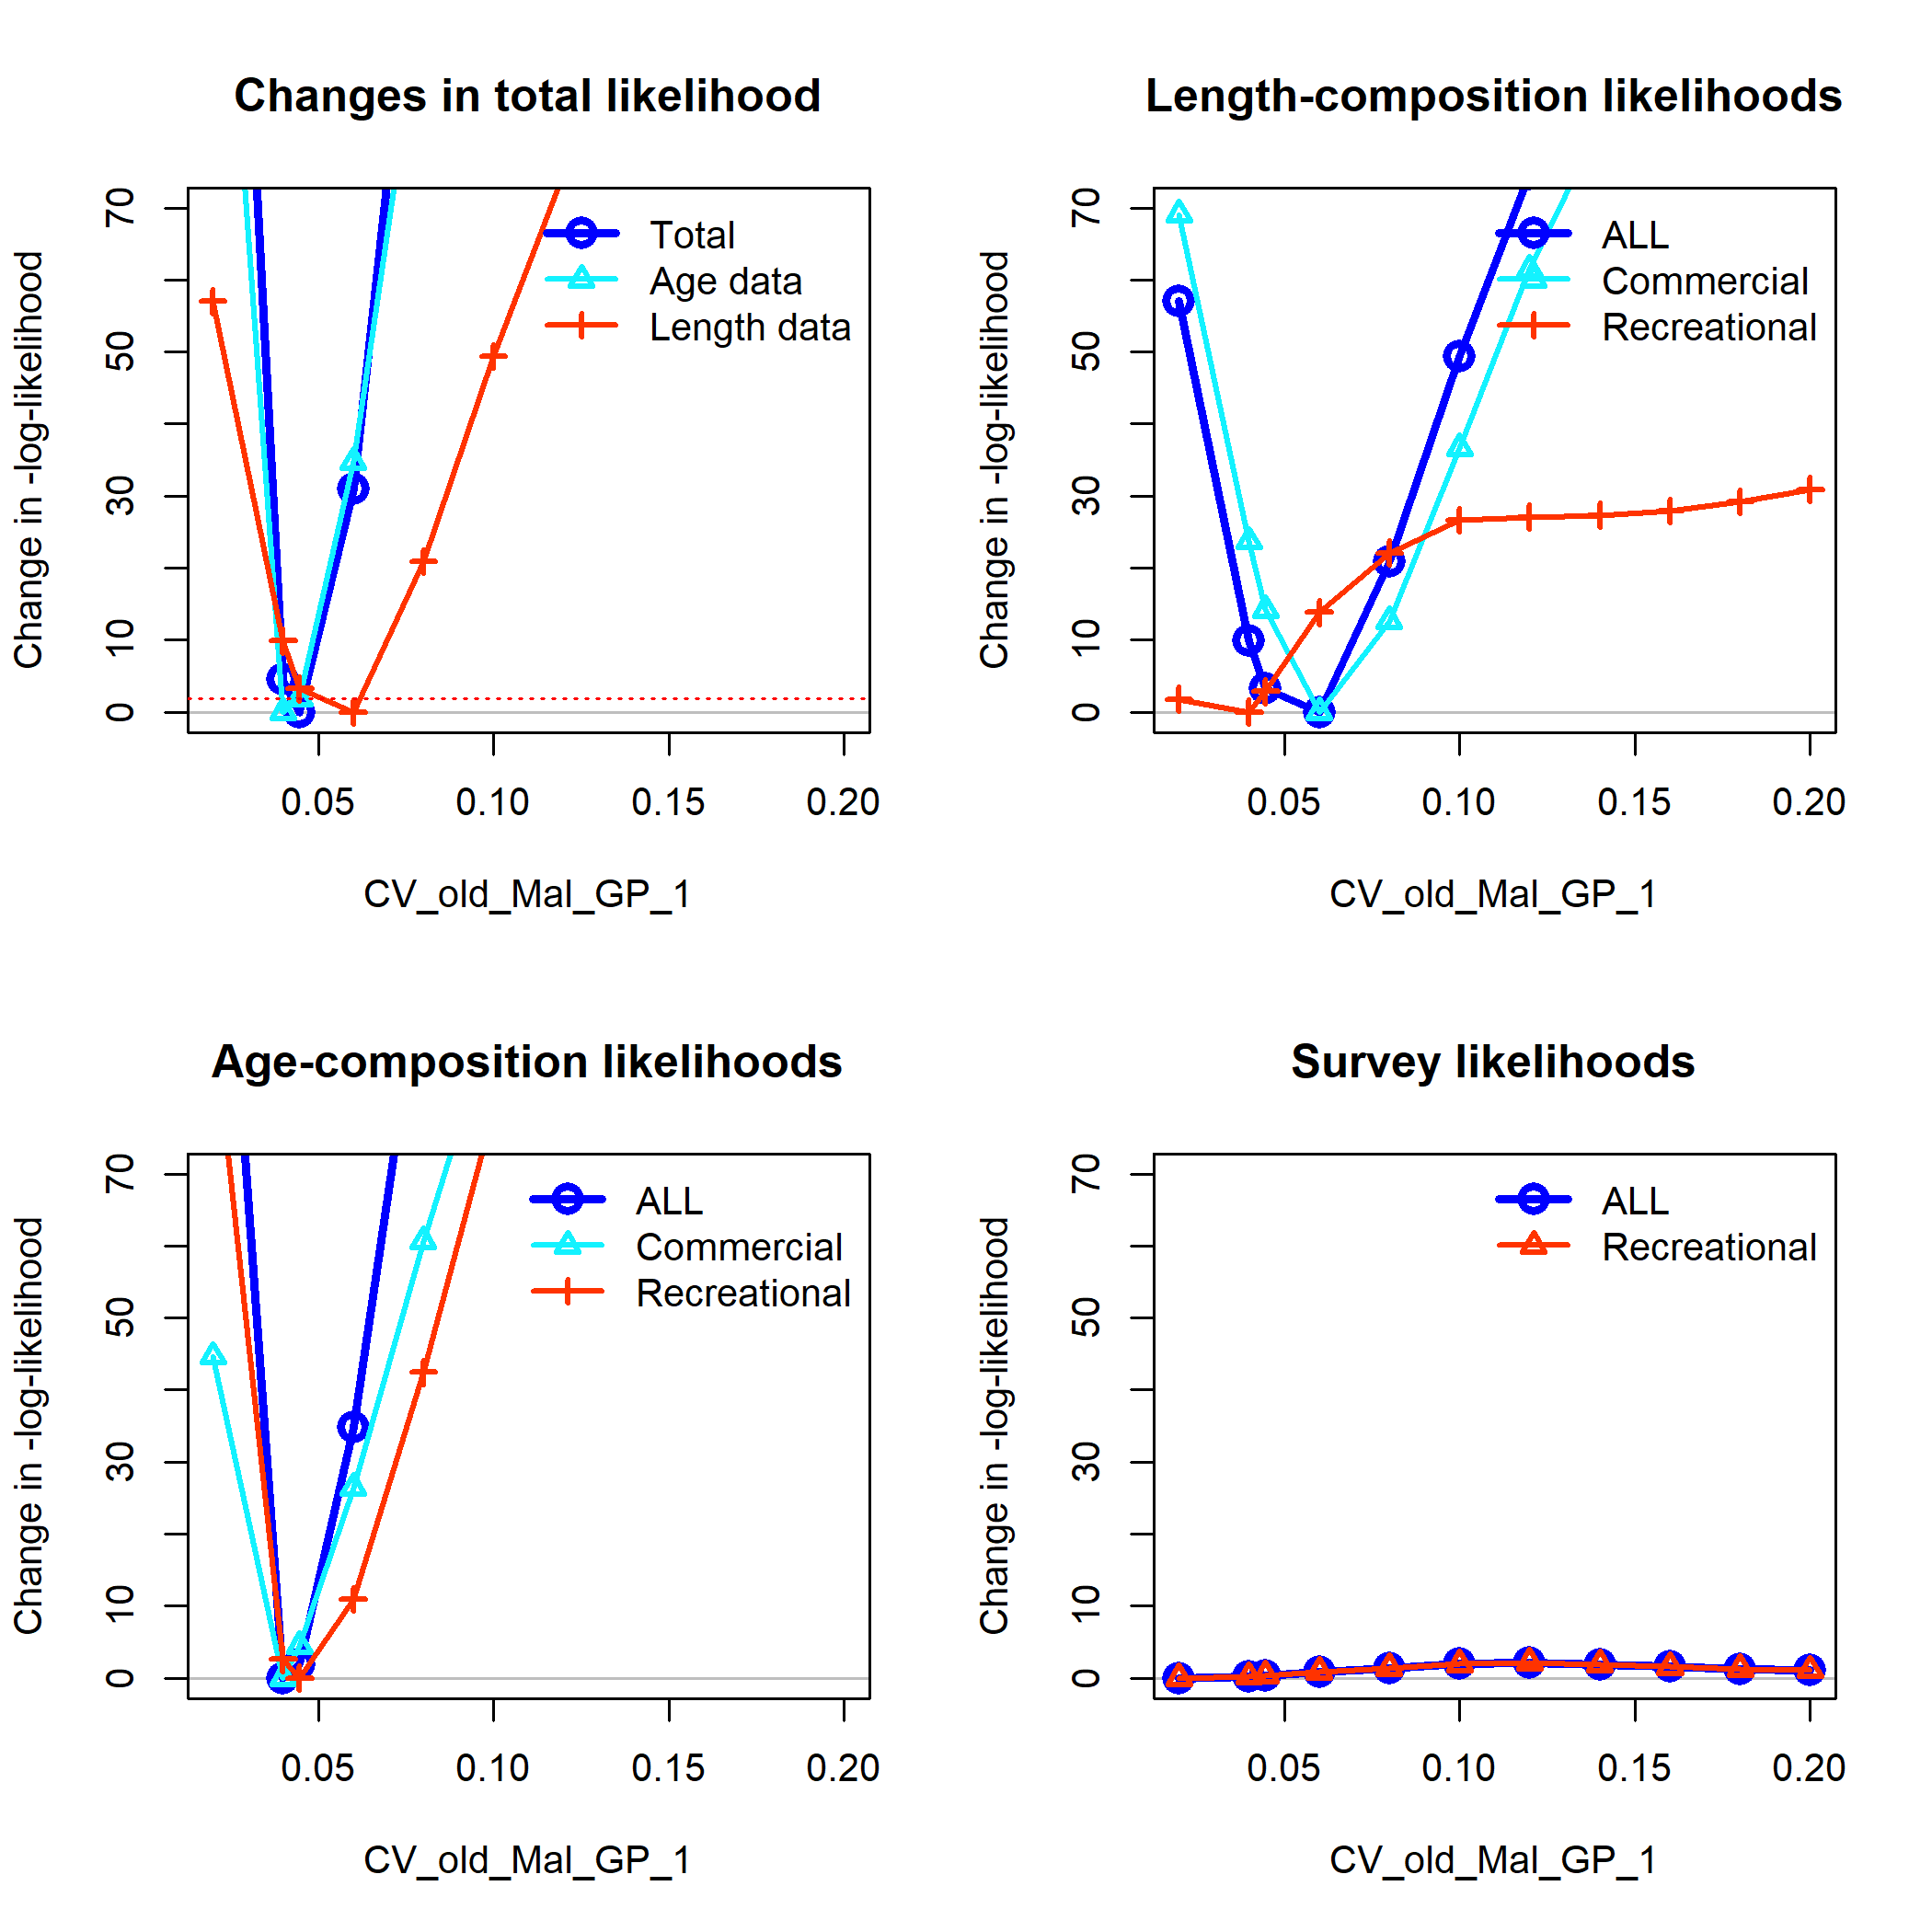 Changes in total likelihood
Change in -log-likelihood
70
50
30
10
0
Total
Age data
Length data
0.05 0.10 0.15 0.20
CV_old_Mal_GP_1
Length-composition likelihoods
Change in -log-likelihood
70
50
30
10
0
ALL
Commercial
Recreational
0.05 0.10 0.15 0.20
CV_old_Mal_GP_1
Age-composition likelihoods
Change in -log-likelihood
70
50
30
10
0
ALL
Commercial
Recreational
0.05 0.10 0.15 0.20
CV_old_Mal_GP_1
Survey likelihoods
Change in -log-likelihood
70
50
30
10
0
ALL
Recreational
0.05 0.10 0.15 0.20
CV_old_Mal_GP_1